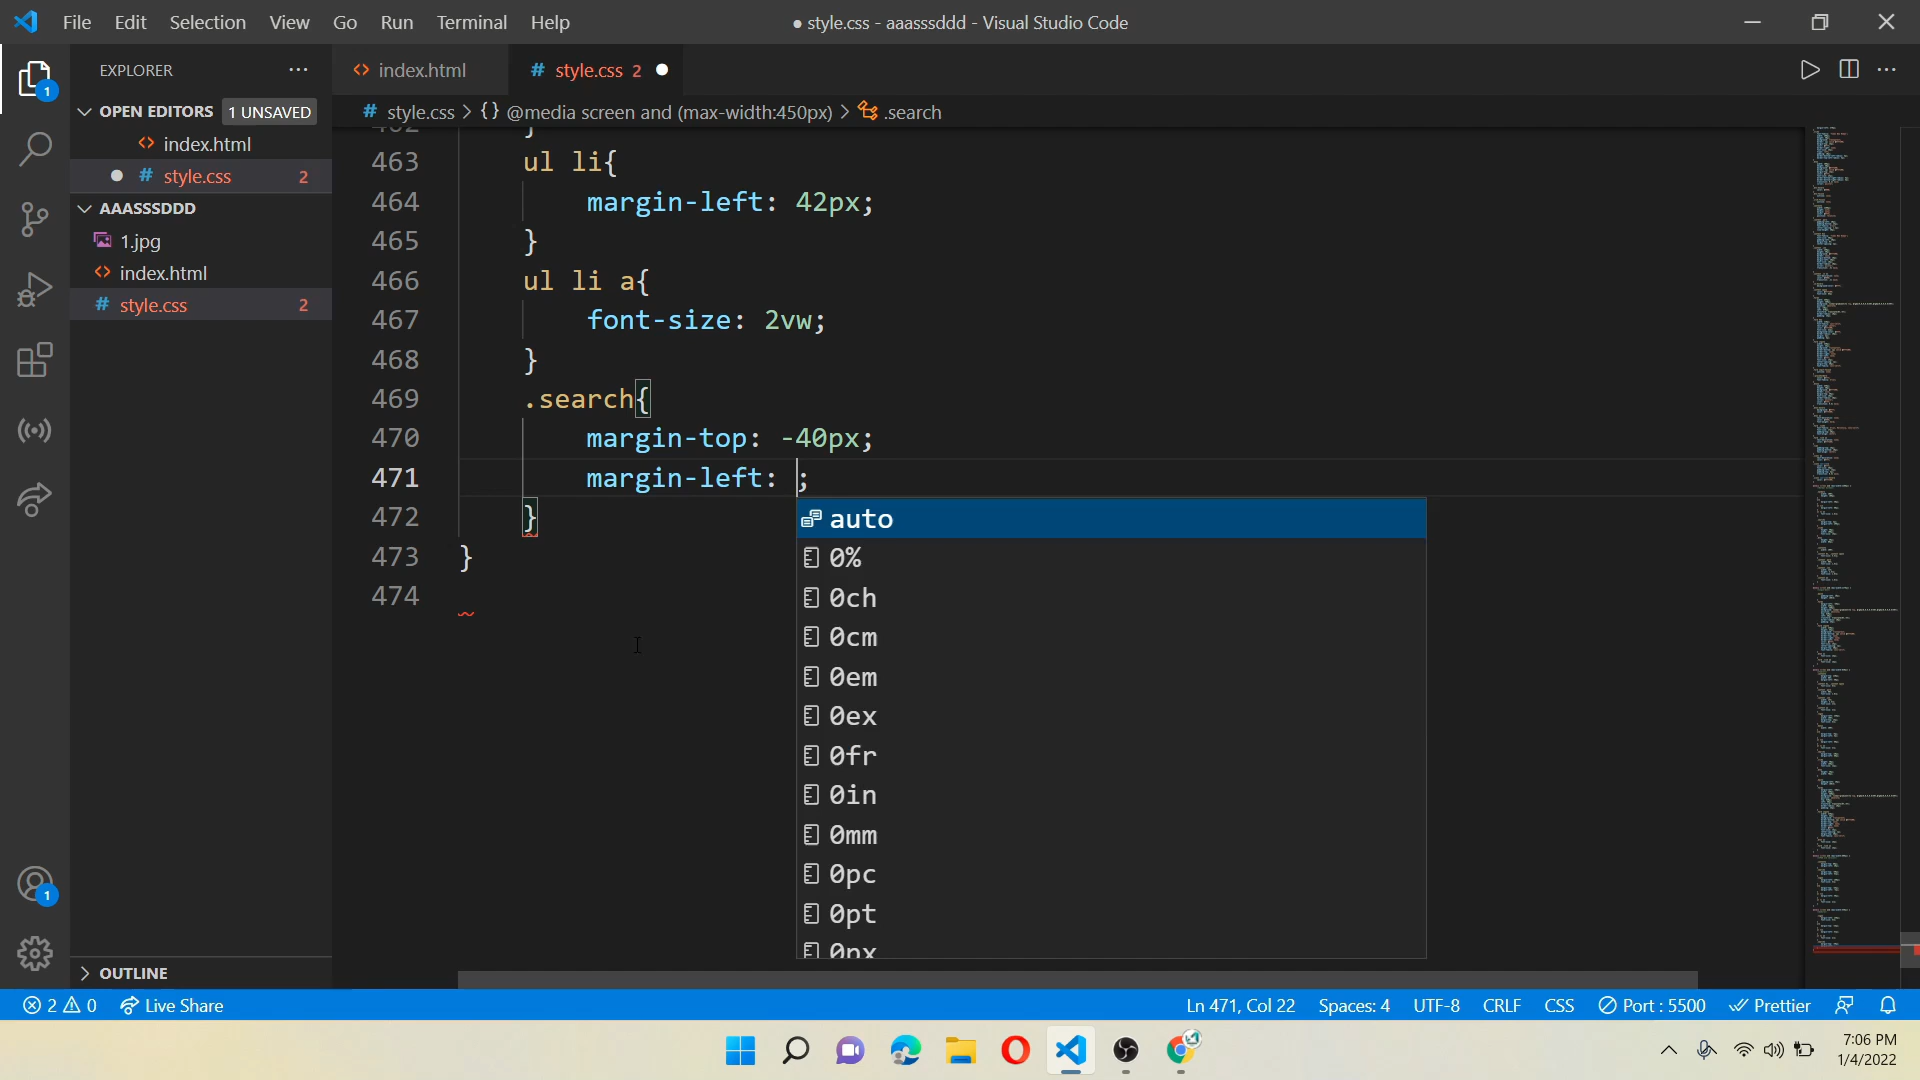 File Edit Selection View Go Run Terminal Help
● style.css - aaasssddd - Visual Studio Code
EXPLORER
index.html
# style.css 2
1
OPEN EDITORS 1 UNSAVED
# style.css > {} @media screen and (max-width:450px) > .search
index.html
# style.css 2
AAASSSDDD
1.jpg
index.html
# style.css 2
462 }
463 ul li{
464 margin-left: 42px;
465 }
466 ul li a{
467 font-size: 2vw;
468 }
469 .search{
470 margin-top: -40px;
471 margin-left: ;
472 }
473 }
474
auto
0%
0ch
0cm
0em
0ex
0fr
0in
0mm
0pc
0pt
0px
1
OUTLINE
2 0 Live Share
Ln 471, Col 22 Spaces: 4 UTF-8 CRLF CSS Port : 5500 Prettier
7:06 PM
1/4/2022